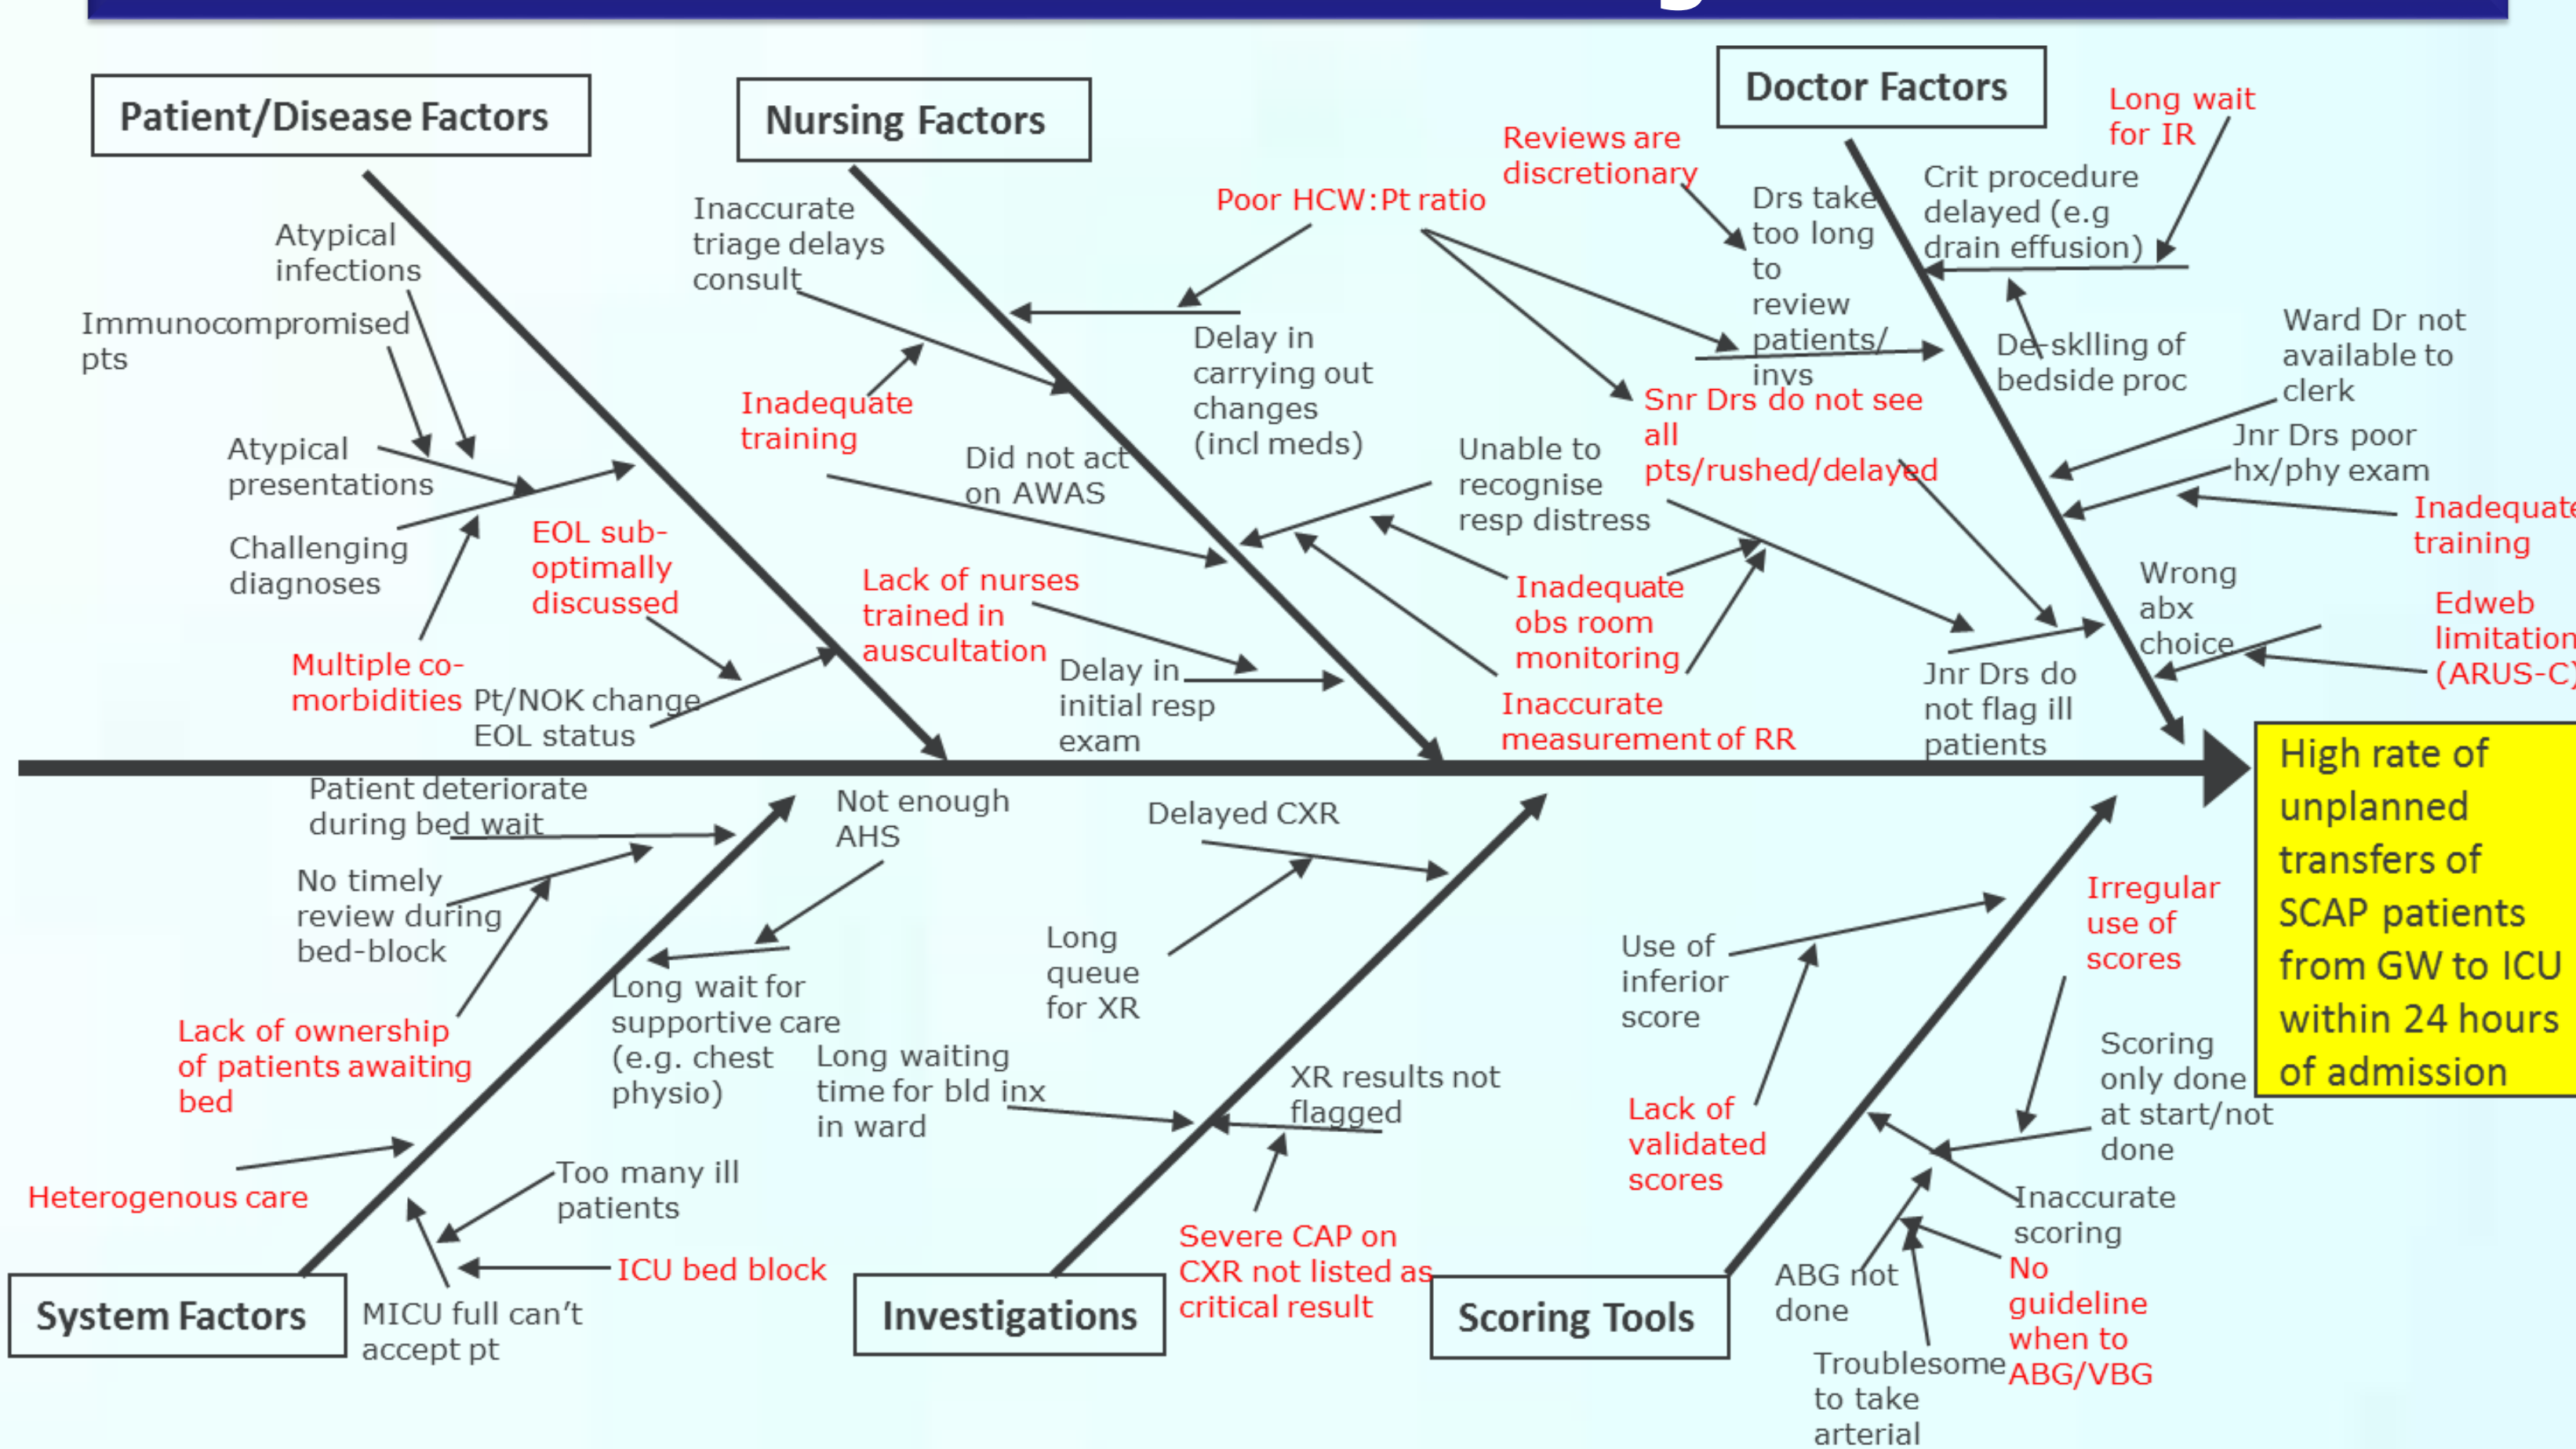 Patient/Disease Factors
Nursing Factors
Doctor Factors
Atypical
infections
Immunocompromised
pts
Atypical
presentations
Challenging
diagnoses
Multiple co-
morbidities
EOL sub-
optimally
discussed
Pt/NOK change
EOL status
Inaccurate
triage delays
consult
Inadequate
training
Poor HCW:Pt ratio
Delay in
carrying out
changes
(incl meds)
Did not act
on AWAS
Unable to
recognise
resp distress
Lack of nurses
trained in
auscultation
Delay in
initial resp
exam
Inadequate
obs room
monitoring
Inaccurate
measurement of RR
Reviews are
discretionary
Drs take
too long
to
review
patients/
invs
Snr Drs do not see
all
pts/rushed/delayed
Long wait
for IR
Crit procedure
delayed (e.g
drain effusion)
De-sklling of
bedside proc
Ward Dr not
available to
clerk
Jnr Drs poor
hx/phy exam
Inadequate
training
Wrong
abx
choice
Edweb
limitation
(ARUS-C)
Jnr Drs do
not flag ill
patients
High rate of
unplanned
transfers of
SCAP patients
from GW to ICU
within 24 hours
of admission
Patient deteriorate
during bed wait
No timely
review during
bed-block
Lack of ownership
of patients awaiting
bed
Heterogenous care
Not enough
AHS
Long wait for
supportive care
(e.g. chest
physio)
Too many ill
patients
ICU bed block
MICU full can't
accept pt
System Factors
Delayed CXR
Long
queue
for XR
Long waiting
time for bld inx
in ward
XR results not
flagged
Severe CAP on
CXR not listed as
critical result
Investigations
Use of
inferior
score
Lack of
validated
scores
Irregular
use of
scores
Scoring
only done
at start/not
done
Inaccurate
scoring
ABG not
done
No
guideline
when to
ABG/VBG
Troublesome
to take
arterial
Scoring Tools